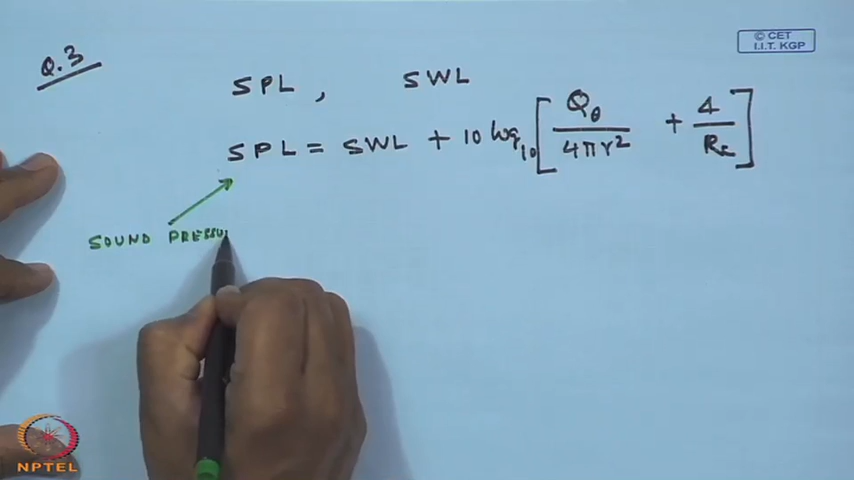 © CET
I.I.T. KGP
Q.3
SPL, SWL
SPL = SWL + 10 log₁₀ [ Qθ / 4πr² + 4 / Rc ]
SOUND PRESSU
NPTEL